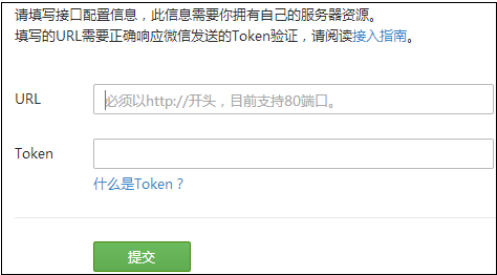 请填写接口配置信息，此信息需要你拥有自己的服务器资源。
填写的URL需要正确响应微信发送的Token验证，请阅读接入指南。
URL
必须以http://开头，目前支持80端口。
Token
什么是Token？
提交